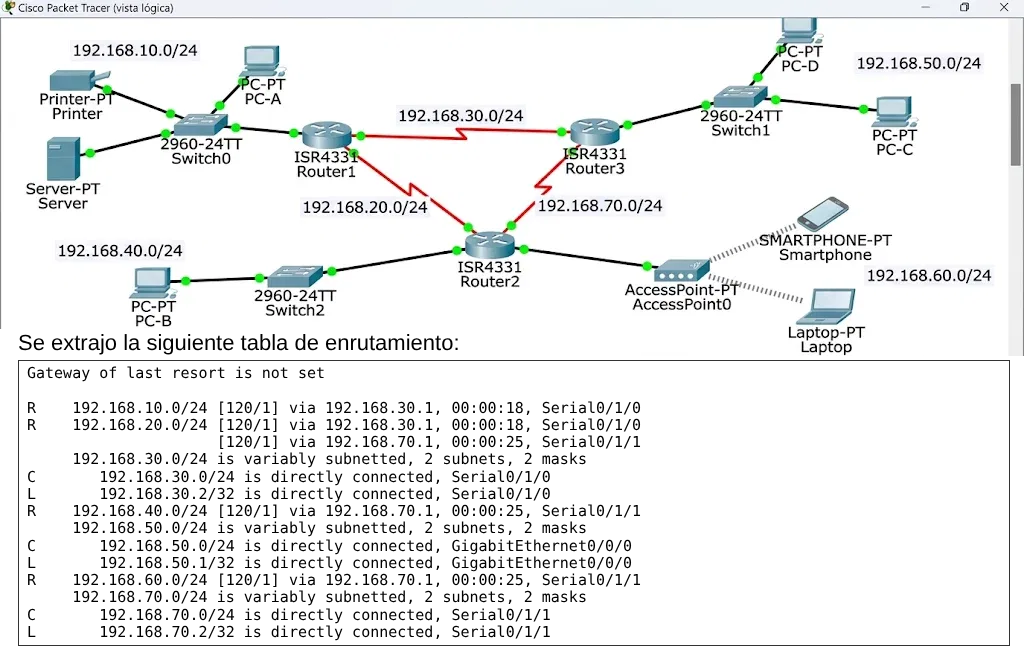 Cisco Packet Tracer (vista lógica)
192.168.10.0/24
PC-PT
PC-A
Printer-PT
Printer
2960-24TT
Switch0
Server-PT
Server
192.168.30.0/24
ISR4331
Router1
ISR4331
Router3
PC-PT
PC-D
192.168.50.0/24
2960-24TT
Switch1
PC-PT
PC-C
192.168.20.0/24
192.168.70.0/24
192.168.40.0/24
PC-PT
PC-B
2960-24TT
Switch2
ISR4331
Router2
SMARTPHONE-PT
Smartphone
192.168.60.0/24
AccessPoint-PT
AccessPoint0
Laptop-PT
Laptop
Se extrajo la siguiente tabla de enrutamiento:
Gateway of last resort is not set
R    192.168.10.0/24 [120/1] via 192.168.30.1, 00:00:18, Serial0/1/0
R    192.168.20.0/24 [120/1] via 192.168.30.1, 00:00:18, Serial0/1/0
                     [120/1] via 192.168.70.1, 00:00:25, Serial0/1/1
     192.168.30.0/24 is variably subnetted, 2 subnets, 2 masks
C       192.168.30.0/24 is directly connected, Serial0/1/0
L       192.168.30.2/32 is directly connected, Serial0/1/0
R    192.168.40.0/24 [120/1] via 192.168.70.1, 00:00:25, Serial0/1/1
     192.168.50.0/24 is variably subnetted, 2 subnets, 2 masks
C       192.168.50.0/24 is directly connected, GigabitEthernet0/0/0
L       192.168.50.1/32 is directly connected, GigabitEthernet0/0/0
R    192.168.60.0/24 [120/1] via 192.168.70.1, 00:00:25, Serial0/1/1
     192.168.70.0/24 is variably subnetted, 2 subnets, 2 masks
C       192.168.70.0/24 is directly connected, Serial0/1/1
L       192.168.70.2/32 is directly connected, Serial0/1/1